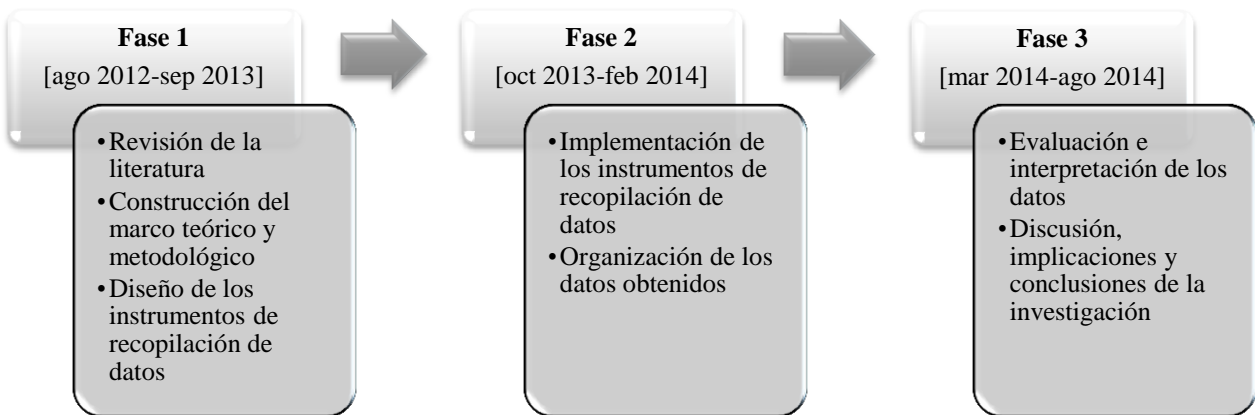 Fase 1
[ago 2012-sep 2013]
•Revisión de la
literatura
•Construcción del
marco teórico y
metodológico
•Diseño de los
instrumentos de
recopilación de
datos
Fase 2
[oct 2013-feb 2014]
•Implementación de
los instrumentos de
recopilación de
datos
•Organización de los
datos obtenidos
Fase 3
[mar 2014-ago 2014]
•Evaluación e
interpretación de los
datos
•Discusión,
implicaciones y
conclusiones de la
investigación